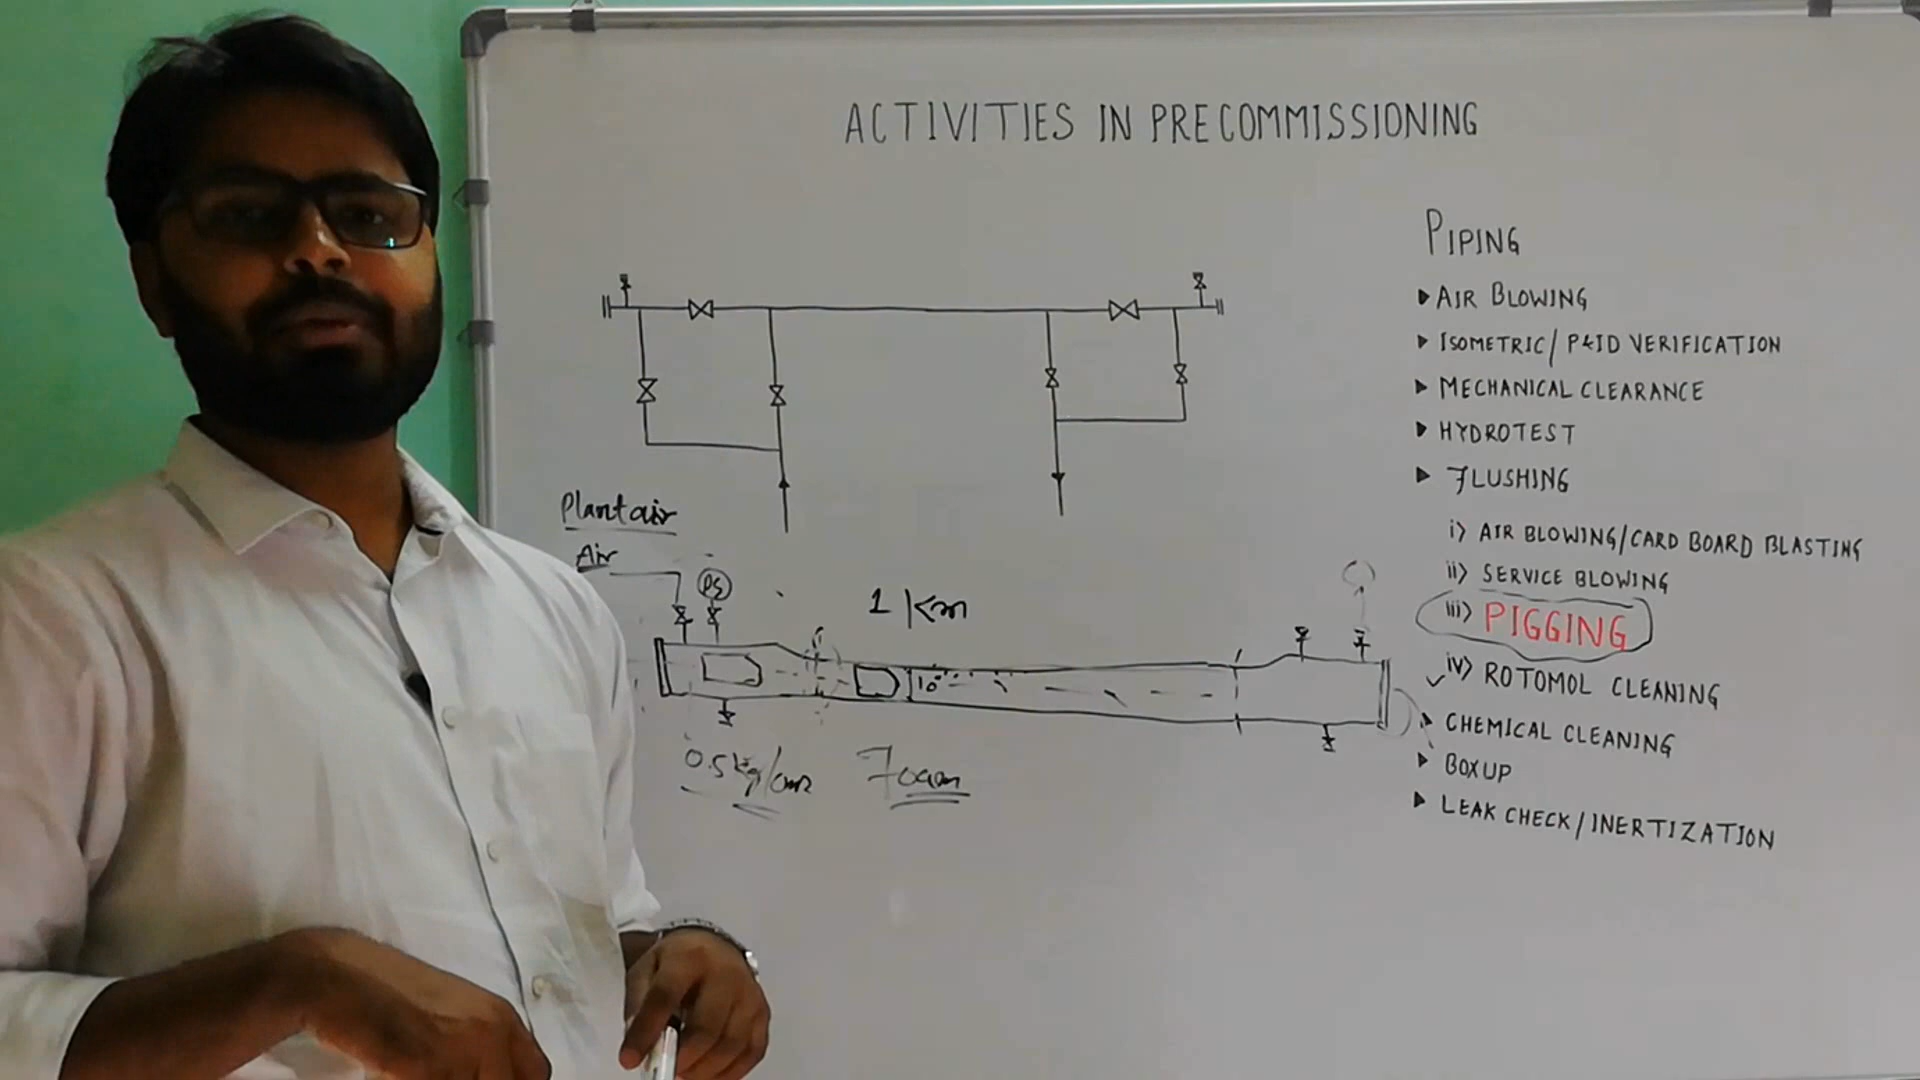 ACTIVITIES IN PRECOMMISSIONING
PIPING
AIR BLOWING
ISOMETRIC/ P&ID VERIFICATION
MECHANICAL CLEARANCE
HYDROTEST
FLUSHING
i) AIR BLOWING/CARD BOARD BLASTING
ii) SERVICE BLOWING
iii) PIGGING
iv) ROTOMOL CLEANING
CHEMICAL CLEANING
BOXUP
LEAK CHECK/INERTIZATION
Plant air
Air
PG
1 Km
10"
0.5 kg/cm2
Foam